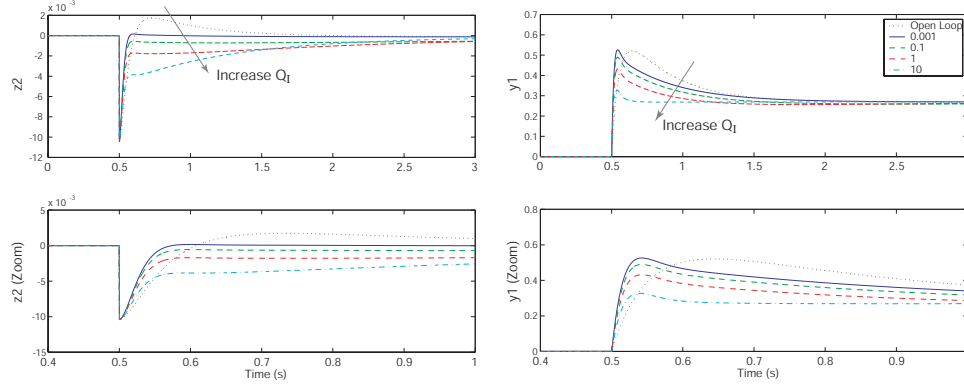 x 10 -3
2
0
-2
-4
-6
-8
-10
-12
z2
Increase QI
0 0.5 1 1.5 2 2.5 3
0.7
0.6
0.5
0.4
0.3
0.2
0.1
0
y1
Increase QI
Open Loop
0.001
0.1
1
10
0 0.5 1 1.5 2 2.5
x 10 -3
5
0
-5
-10
-15
z2 (Zoom)
0.4 0.5 0.6 0.7 0.8 0.9 1
Time (s)
0.8
0.6
0.4
0.2
0
y1 (Zoom)
0.4 0.5 0.6 0.7 0.8 0.9
Time (s)